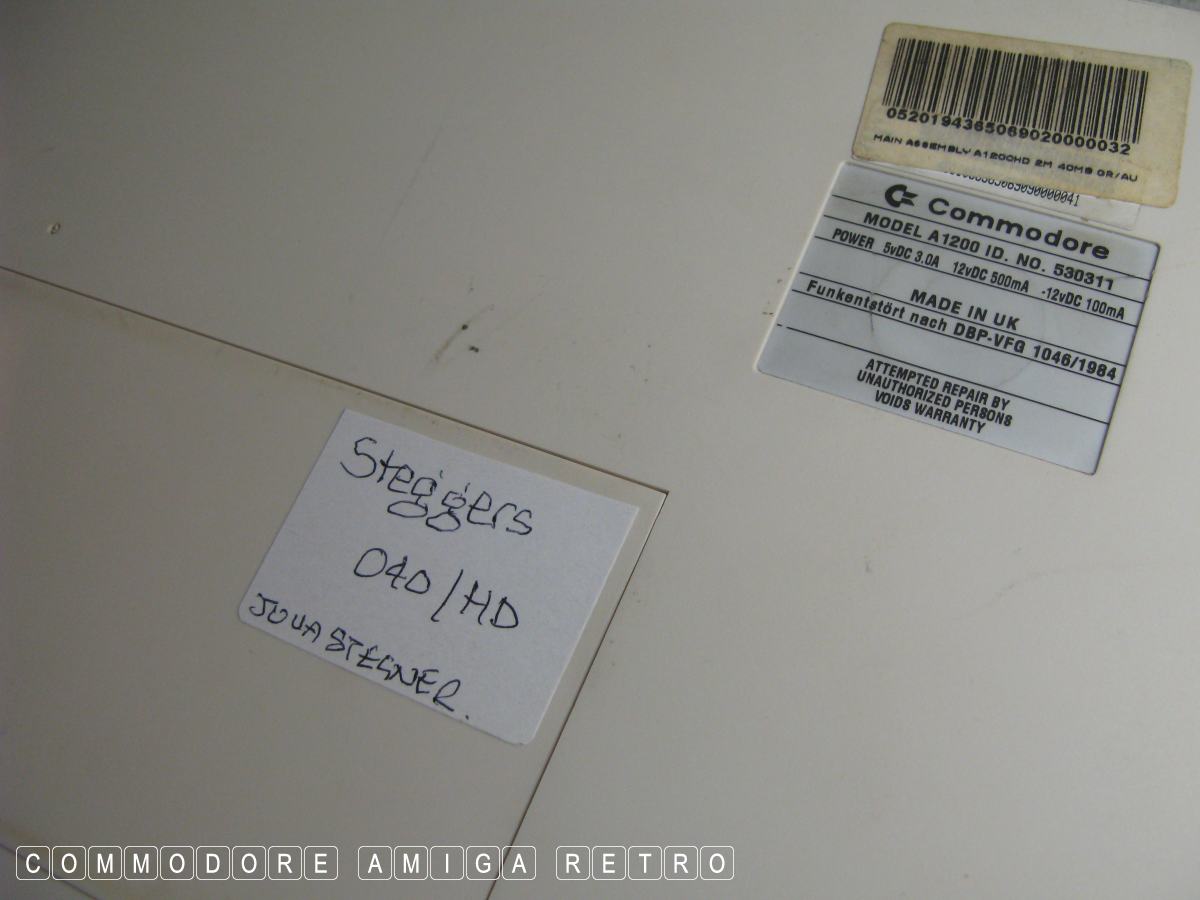 052019436506902000003​2
MAIN ASSEMBLY A1200HD 2M 40MB GR/AU
Commodore
MODEL A1200 ID. NO. 530311
POWER 5vDC 3.0A 12vDC 500mA -12vDC 100mA
MADE IN UK
Funkentstört nach DBP-VFG 1046/1984
ATTEMPTED REPAIR BY
UNAUTHORIZED PERSONS
VOIDS WARRANTY
Steggers
040/HD
STEGNER.
COMMODORE AMIGA RETRO